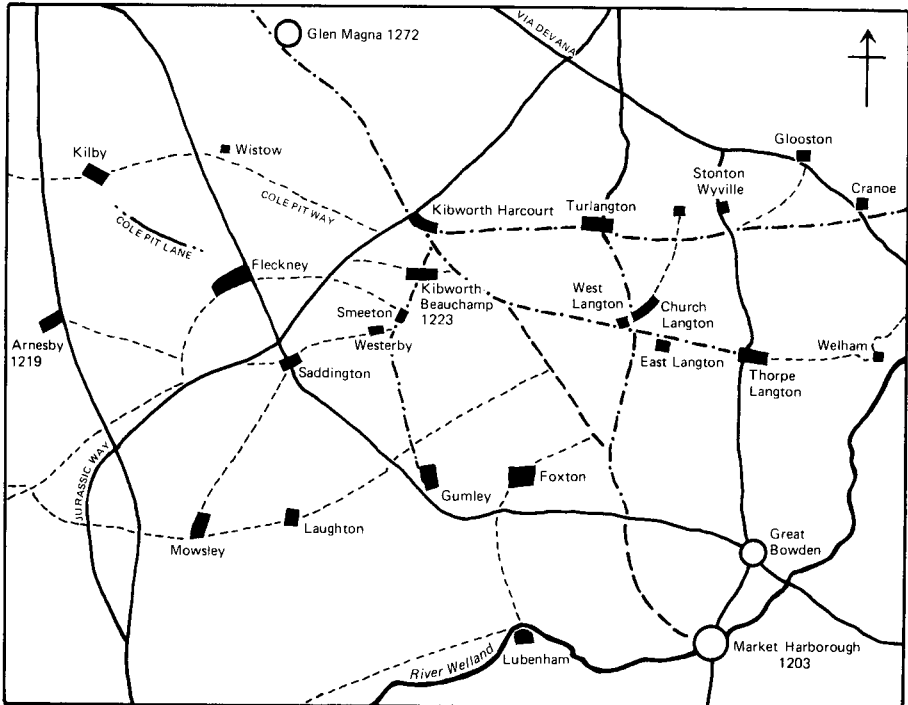 Glen Magna 1272
VIA DEVANA
Kilby
Wistow
Glooston
Stonton
Wyville
Cranoe
COLE PIT WAY
Kibworth Harcourt
Turlangton
COLE PIT LANE
Fleckney
Kibworth
Beauchamp
1223
West
Langton
Church
Langton
Smeeton
Westerby
Arnesby
1219
Saddington
East Langton
Welham
Thorpe
Langton
JURASSIC WAY
Gumley
Foxton
Mowsley
Laughton
Great
Bowden
River Welland
Lubenham
Market Harborough
1203